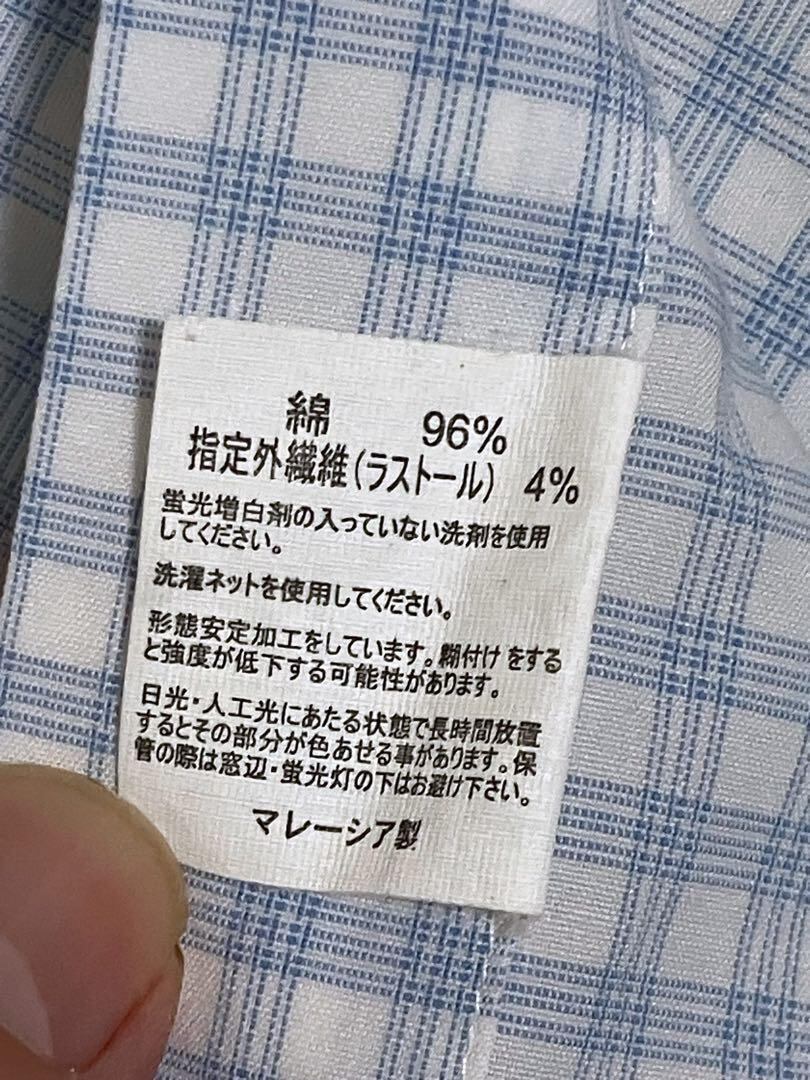 綿 96%
指定外繊維(ラストール) 4%
蛍光増白剤の入っていない洗剤を使用
してください。
洗濯ネットを使用してください。
形態安定加工をしています。糊付けをする
と強度が低下する可能性があります。
日光・人工光にあたる状態で長時間放置
するとその部分が色あせる事があります。保
管の際は窓辺・蛍光灯の下はお避け下さい。
マレーシア製